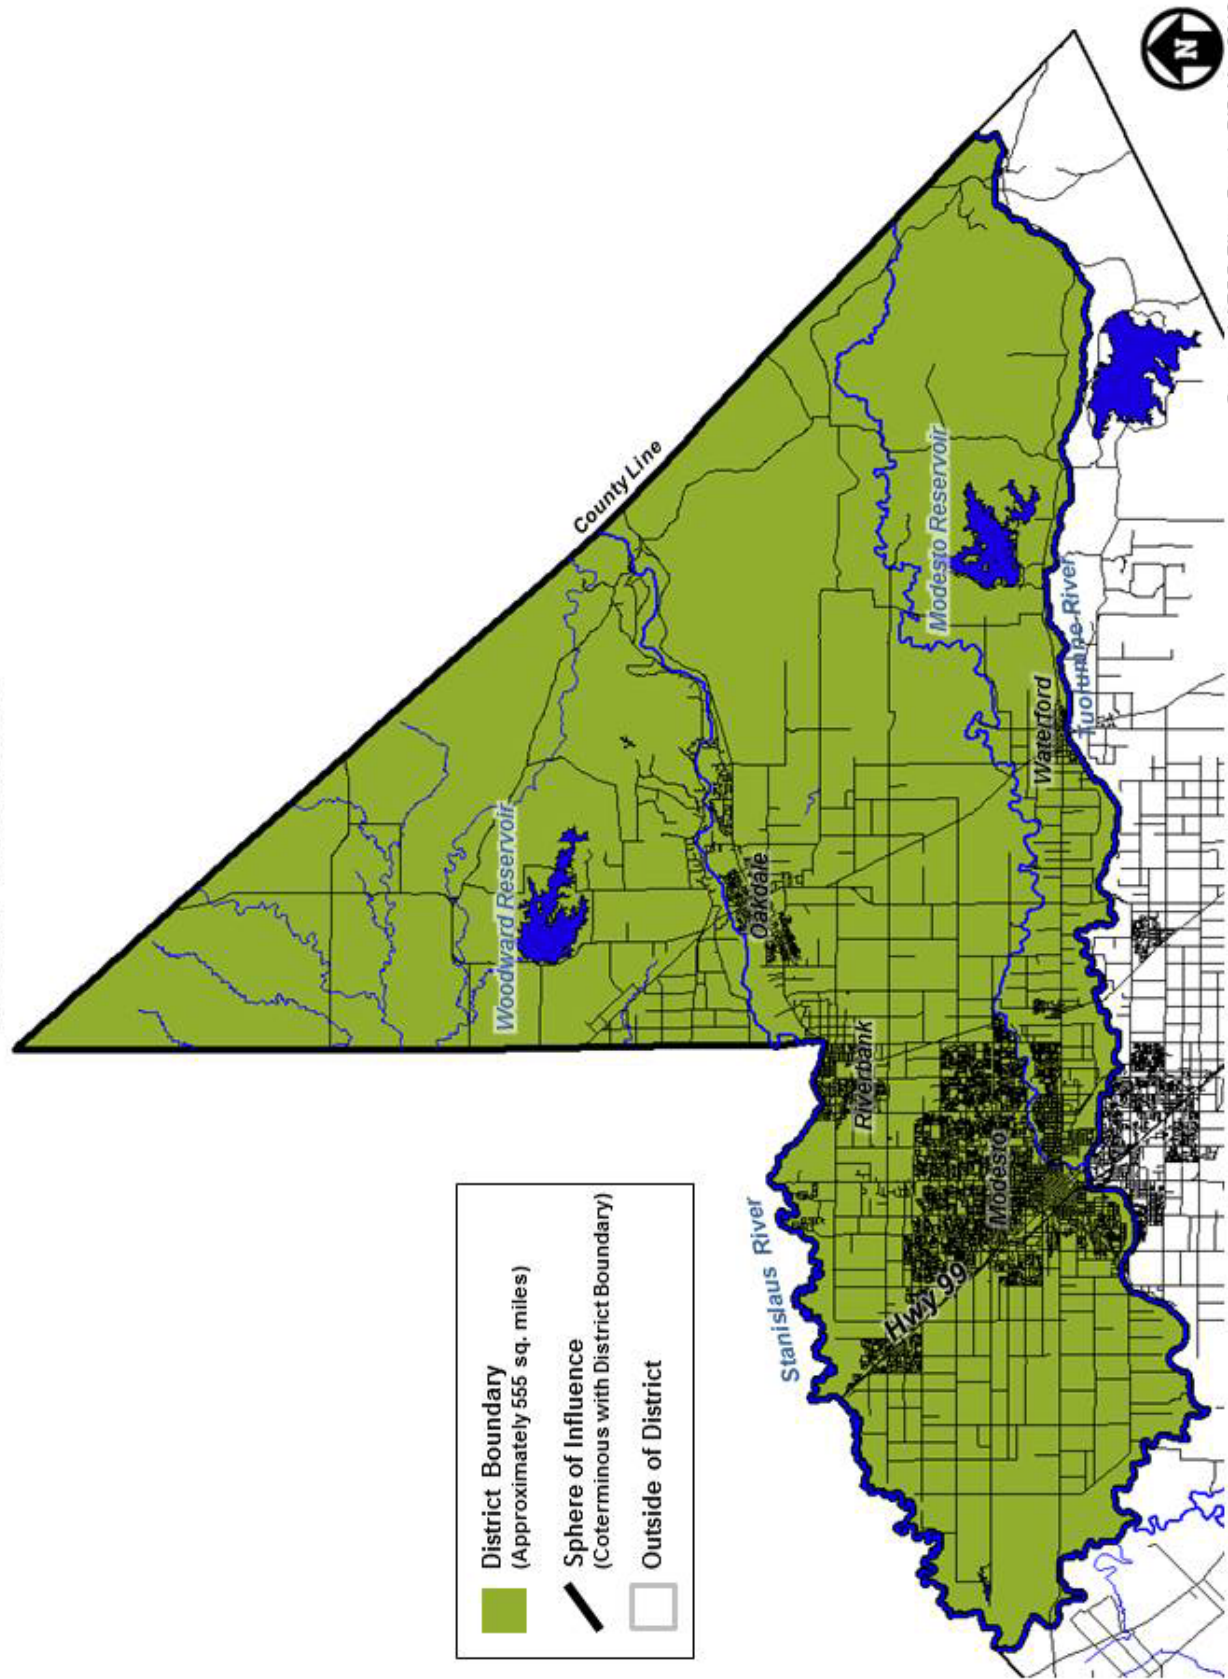 N
County Line
Woodward Reservoir
Modesto Reservoir
Oakdale
Waterford
Tuolumne River
Riverbank
Modesto
Stanislaus River
Hwy 99
District Boundary
(Approximately 555 sq. miles)
Sphere of Influence
(Coterminous with District Boundary)
Outside of District